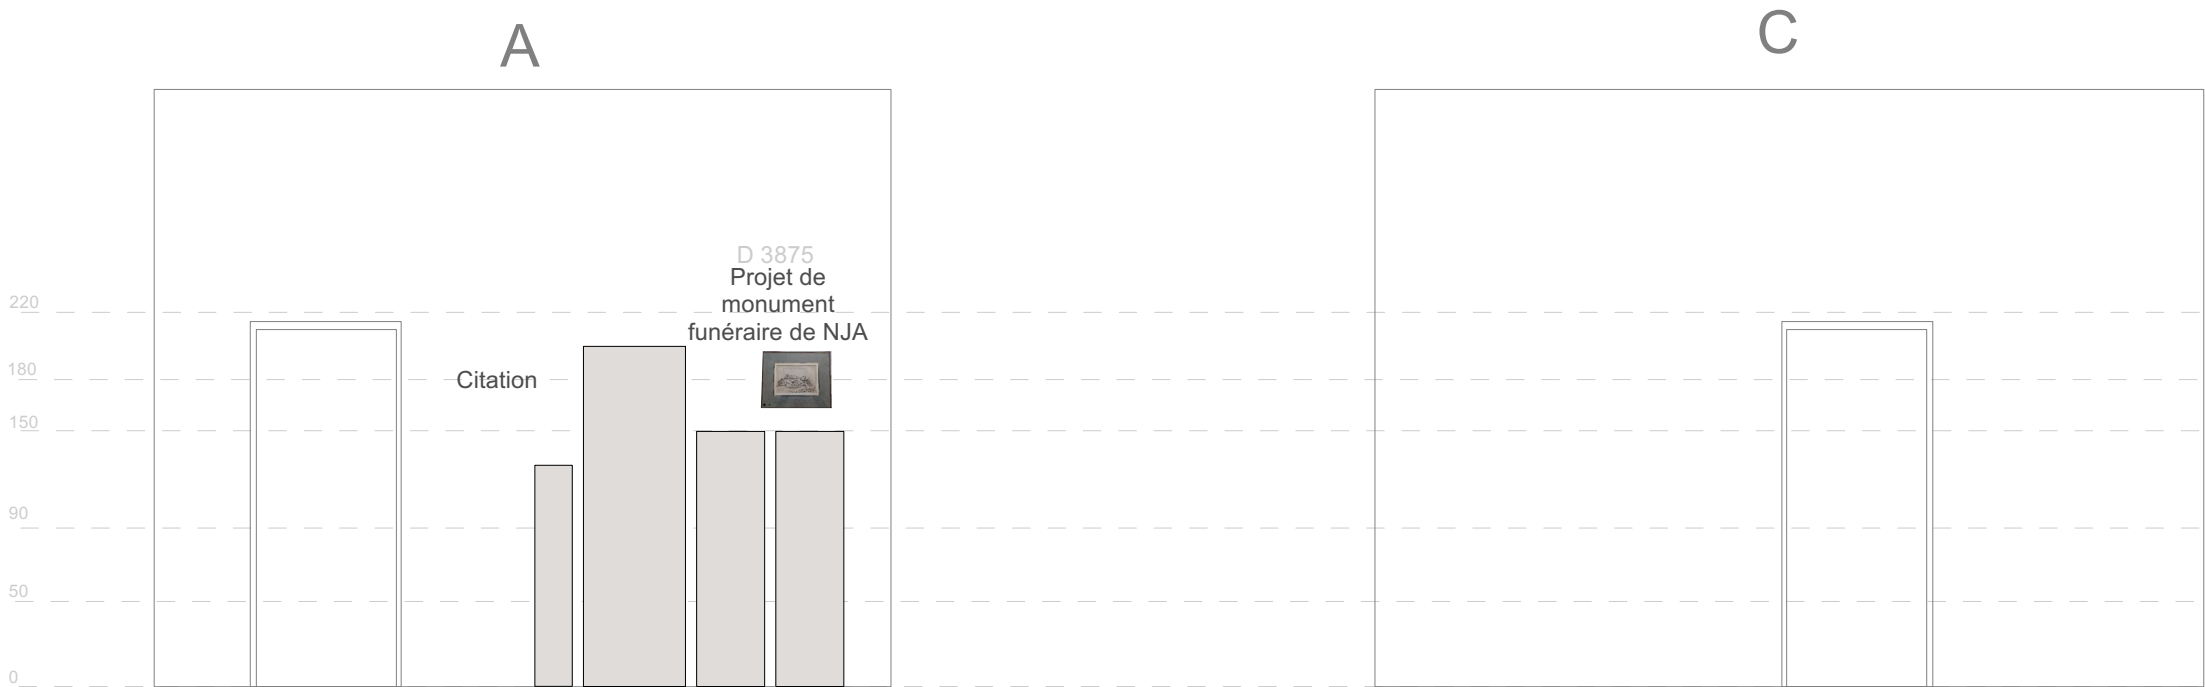 A
C
D 3875
Projet de
monument
funéraire de NJA
220
180
Citation
150
90
50
0